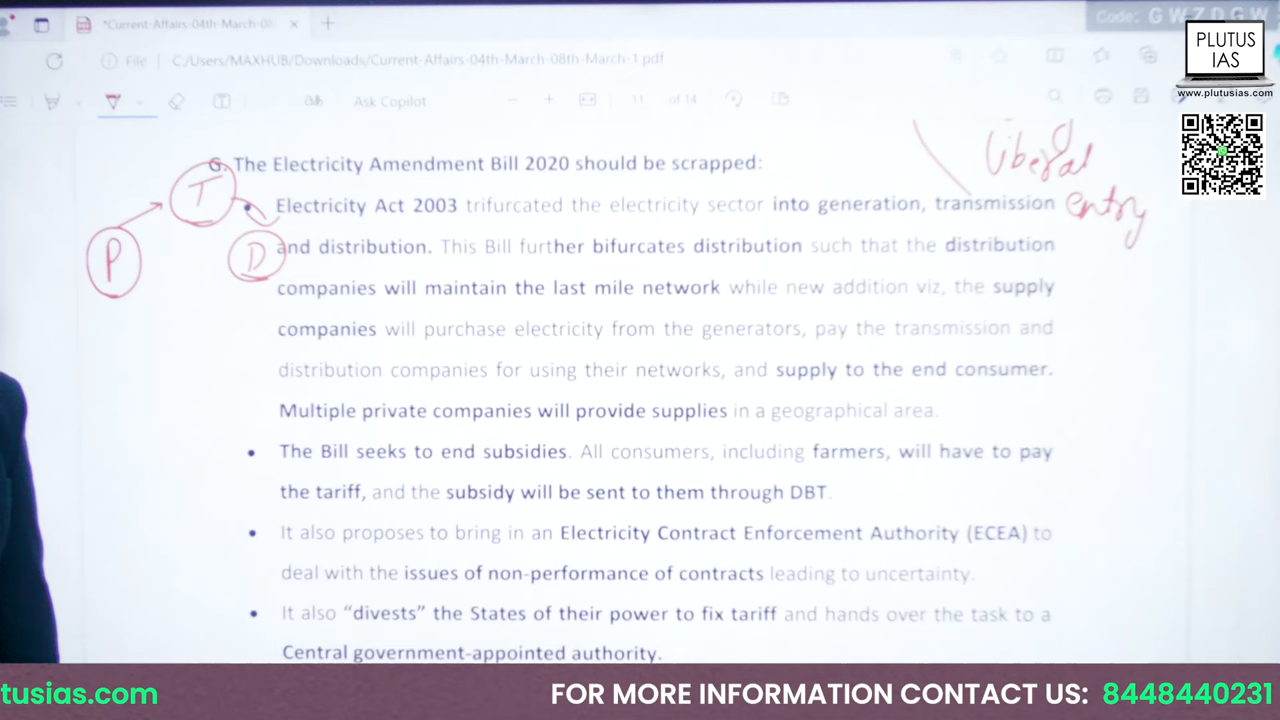 *Current-Affairs-04th-March-08
Code: G W Z D G W
PLUTUS
IAS
www.plutusias.com
File
C:/Users/MAXHUB/Downloads/Current-Affairs-04th-March-08th-March-1.pdf
Ask Copilot
11 of 14
Liberal
entry
G. The Electricity Amendment Bill 2020 should be scrapped:
T
P
D
• Electricity Act 2003 trifurcated the electricity sector into generation, transmission
and distribution. This Bill further bifurcates distribution such that the distribution
companies will maintain the last mile network while new addition viz, the supply
companies will purchase electricity from the generators, pay the transmission and
distribution companies for using their networks, and supply to the end consumer.
Multiple private companies will provide supplies in a geographical area.
• The Bill seeks to end subsidies. All consumers, including farmers, will have to pay
the tariff, and the subsidy will be sent to them through DBT.
• It also proposes to bring in an Electricity Contract Enforcement Authority (ECEA) to
deal with the issues of non-performance of contracts leading to uncertainty.
• It also “divests” the States of their power to fix tariff and hands over the task to a
Central government-appointed authority.
tusias.com
FOR MORE INFORMATION CONTACT US: 8448440231